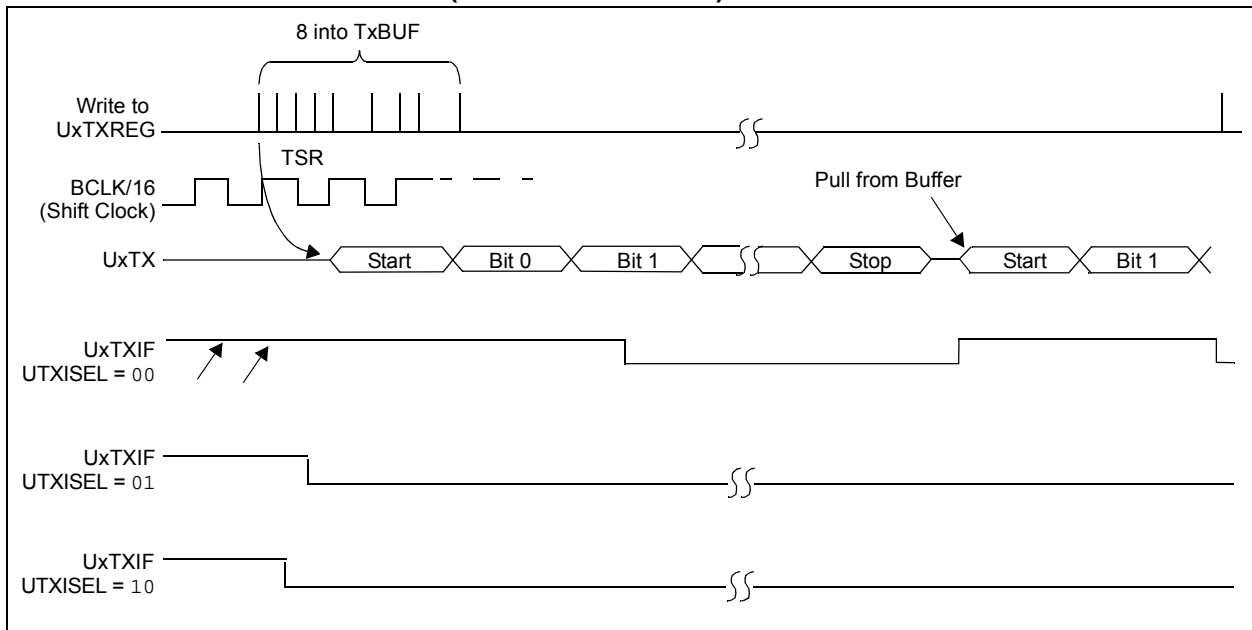 8 into TxBUF
Write to
UxTXREG
TSR
BCLK/16
(Shift Clock)
Pull from Buffer
UxTX
Start
Bit 0
Bit 1
Stop
Start
Bit 1
UxTXIF
UTXISEL = 00
UxTXIF
UTXISEL = 01
UxTXIF
UTXISEL = 10